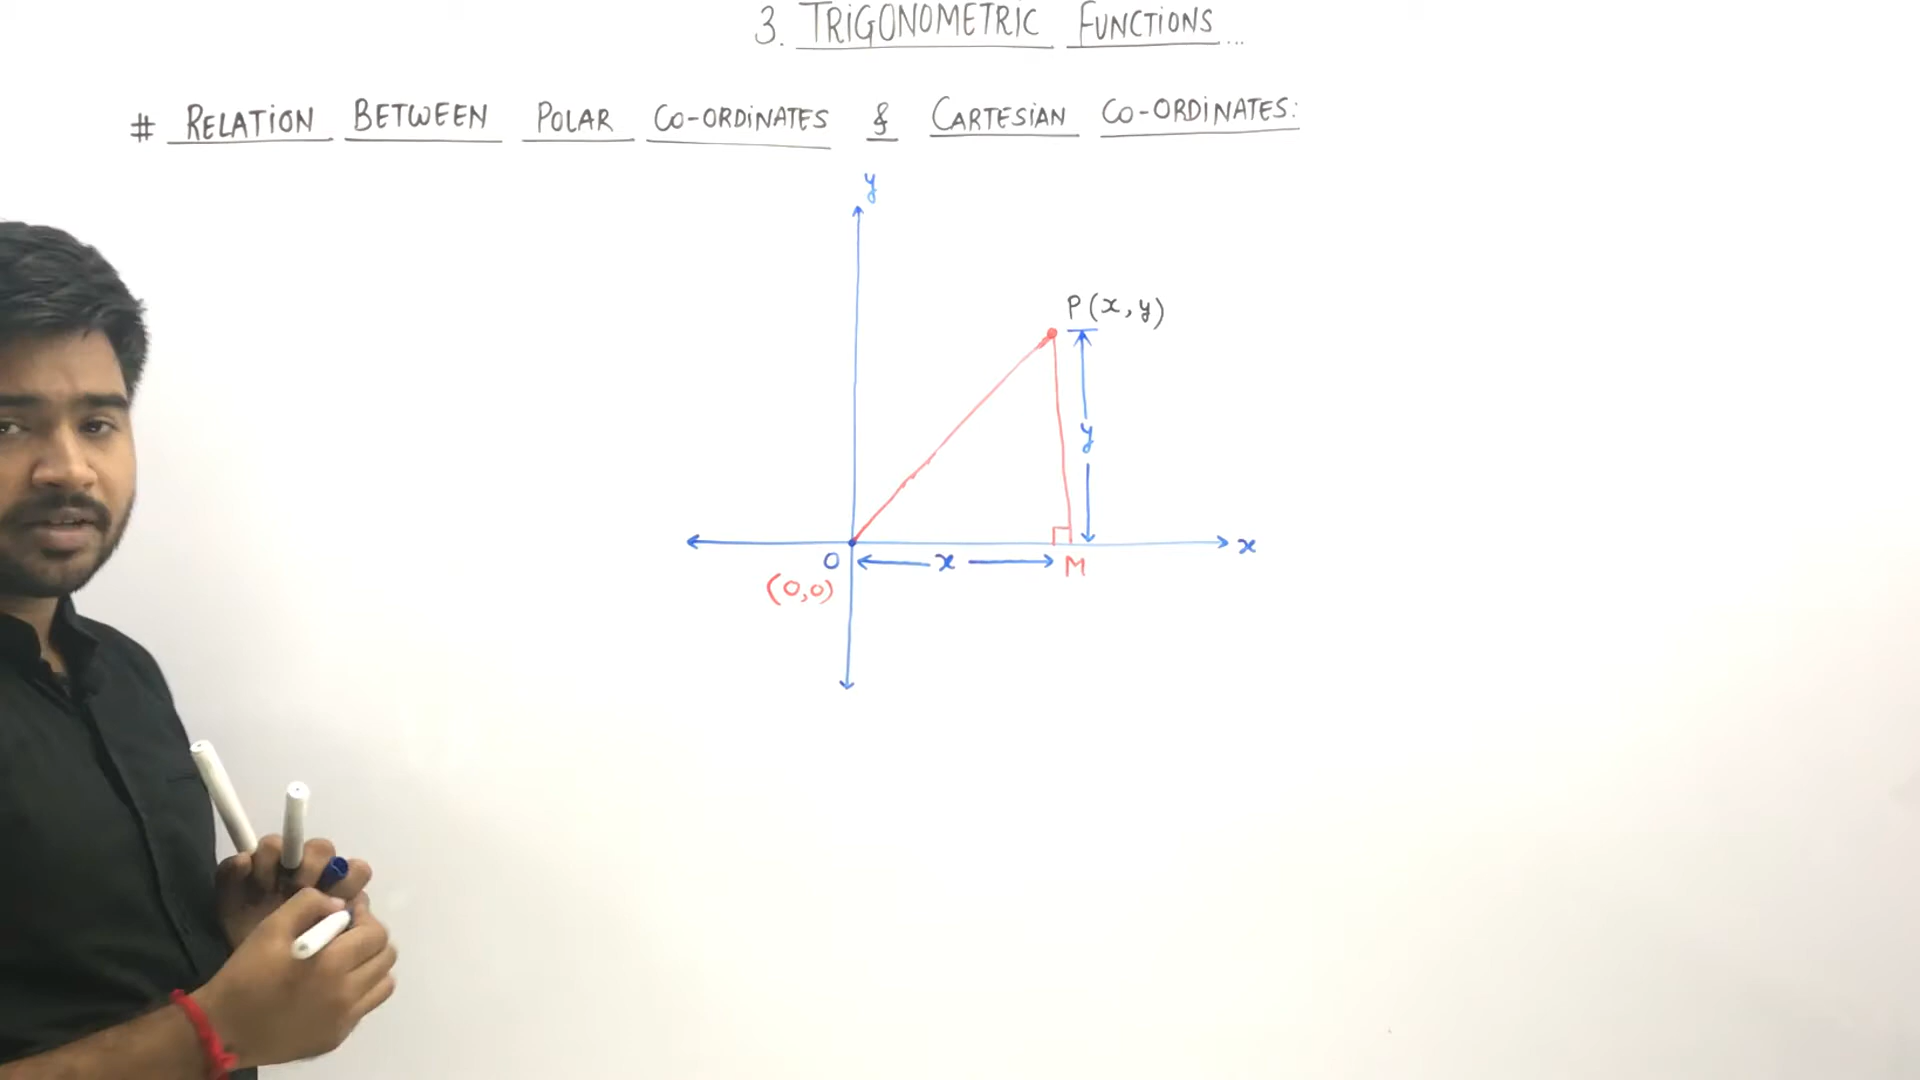 3. TRIGONOMETRIC FUNCTIONS...
# RELATION BETWEEN POLAR CO-ORDINATES & CARTESIAN CO-ORDINATES:
y
P(x,y)
y
x
O x M
(0,0)